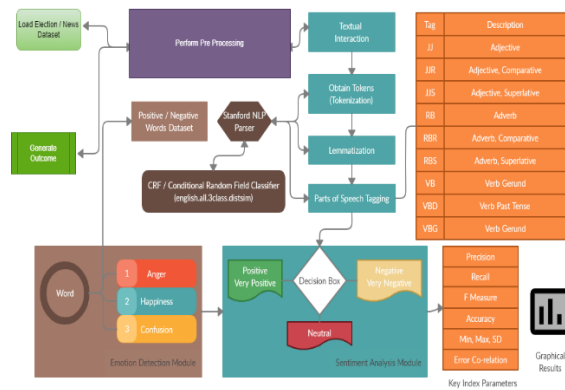 Load Election / News
Dataset
Perform Pre Processing
Textual
Interaction
Obtain Tokens
(Tokenization)
Lemmatization
Parts of Speech Tagging
Positive / Negative
Words Dataset
Stanford NLP
Parser
CRF / Conditional Random Field Classifier
(english.all.3class.distsim)
Generate
Outcome
Tag Description
JJ Adjective
JJR Adjective, Comparative
JJS Adjective, Superlative
RB Adverb
RBR Adverb, Comparative
RBS Adverb, Superlative
VB Verb Gerund
VBD Verb Past Tense
VBG Verb Gerund
Word
1 Anger
2 Happiness
3 Confusion
Emotion Detection Module
Positive
Very Positive
Decision Box
Negative
Very Negative
Neutral
Sentiment Analysis Module
Precision
Recall
F Measure
Accuracy
Min, Max, SD
Error Co-relation
Key Index Parameters
Graphical
Results